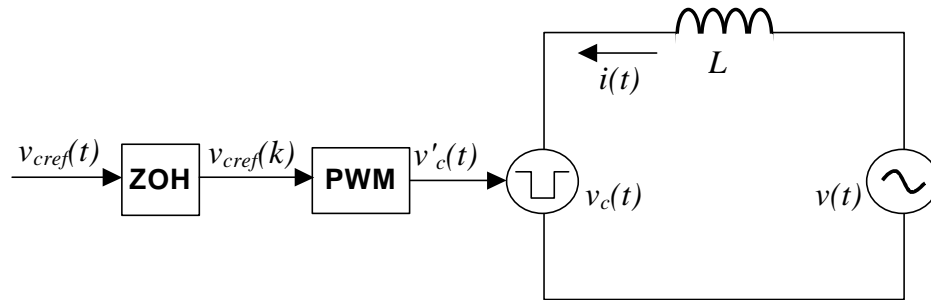 L
i(t)
v_cref(t)
ZOH
v_cref(k)
PWM
v'_c(t)
v_c(t)
v(t)